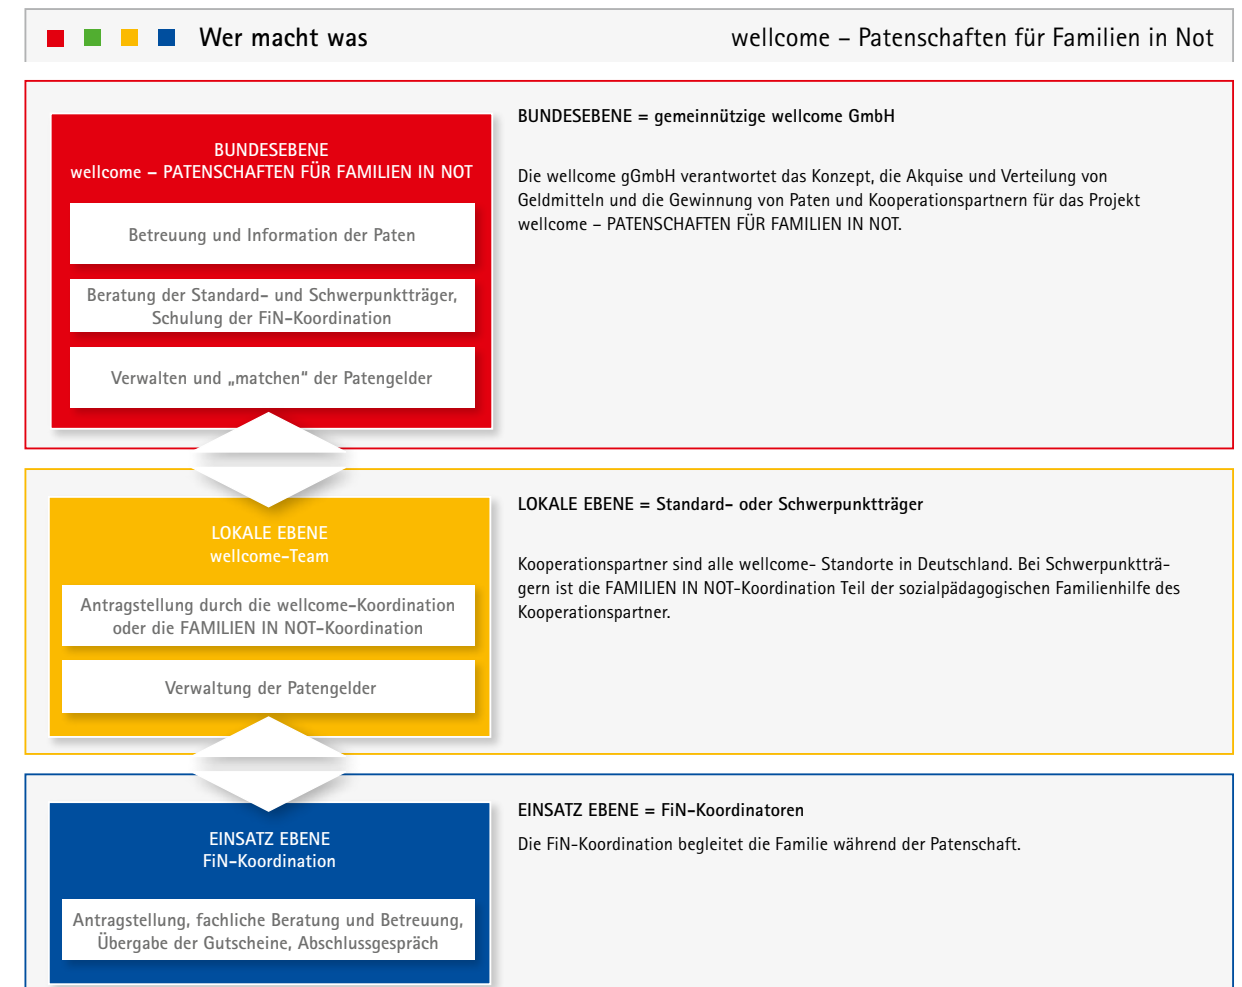 Wer macht was
wellcome – Patenschaften für Familien in Not
BUNDESEBENE
wellcome – PATENSCHAFTEN FÜR FAMILIEN IN NOT
Betreuung und Information der Paten
Beratung der Standard- und Schwerpunktträger,
Schulung der FiN-Koordination
Verwalten und „matchen“ der Patengelder
BUNDESEBENE = gemeinnützige wellcome GmbH
Die wellcome gGmbH verantwortet das Konzept, die Akquise und Verteilung von
Geldmitteln und die Gewinnung von Paten und Kooperationspartnern für das Projekt
wellcome – PATENSCHAFTEN FÜR FAMILIEN IN NOT.
LOKALE EBENE
wellcome-Team
Antragstellung durch die wellcome-Koordination
oder die FAMILIEN IN NOT-Koordination
Verwaltung der Patengelder
LOKALE EBENE = Standard- oder Schwerpunktträger
Kooperationspartner sind alle wellcome- Standorte in Deutschland. Bei Schwerpunktträ-
gern ist die FAMILIEN IN NOT-Koordination Teil der sozialpädagogischen Familienhilfe des
Kooperationspartner.
EINSATZ EBENE
FiN-Koordination
Antragstellung, fachliche Beratung und Betreuung,
Übergabe der Gutscheine, Abschlussgespräch
EINSATZ EBENE = FiN-Koordinatoren
Die FiN-Koordination begleitet die Familie während der Patenschaft.